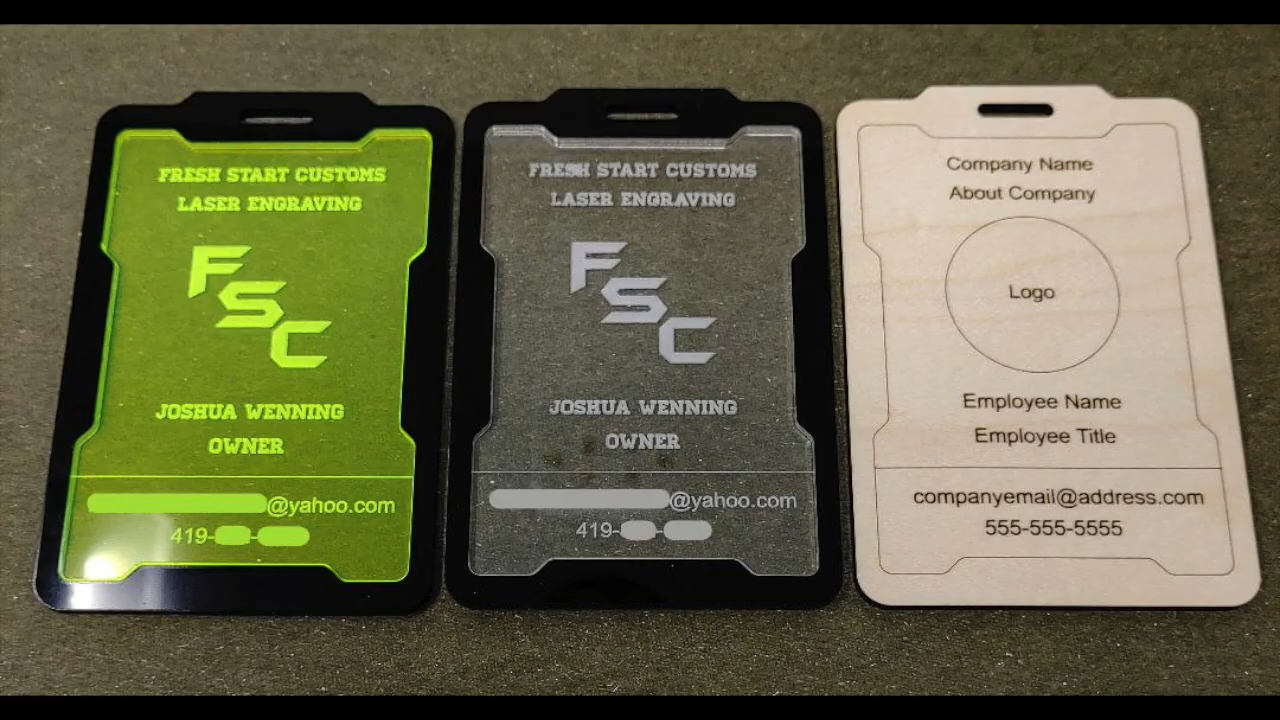 FRESH START CUSTOMS
LASER ENGRAVING
FSC
JOSHUA WENNING
OWNER
@yahoo.com
419-
FRESH START CUSTOMS
LASER ENGRAVING
FSC
JOSHUA WENNING
OWNER
@yahoo.com
419-
Company Name
About Company
Logo
Employee Name
Employee Title
companyemail@address.com
555-555-5555